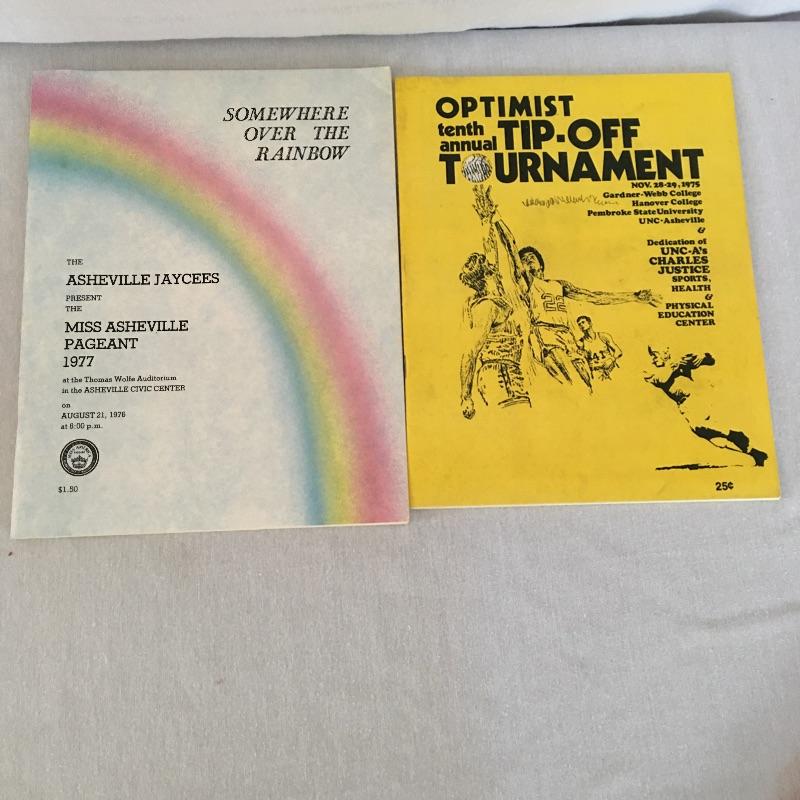 SOMEWHERE
OVER THE
RAINBOW
THE
ASHEVILLE JAYCEES
PRESENT
THE
MISS ASHEVILLE
PAGEANT
1977
at the Thomas Wolfe Auditorium
in the ASHEVILLE CIVIC CENTER
on
AUGUST 21, 1976
at 8:00 p.m.
$1.50
OPTIMIST
tenth
annual TIP-OFF
TOURNAMENT
NOV. 28-29, 1975
Gardner-Webb College
Hanover College
Pembroke State University
UNC-Asheville
&
Dedication of
UNC-A's
CHARLES
JUSTICE
SPORTS,
HEALTH
&
PHYSICAL
EDUCATION
CENTER
22
41
25¢